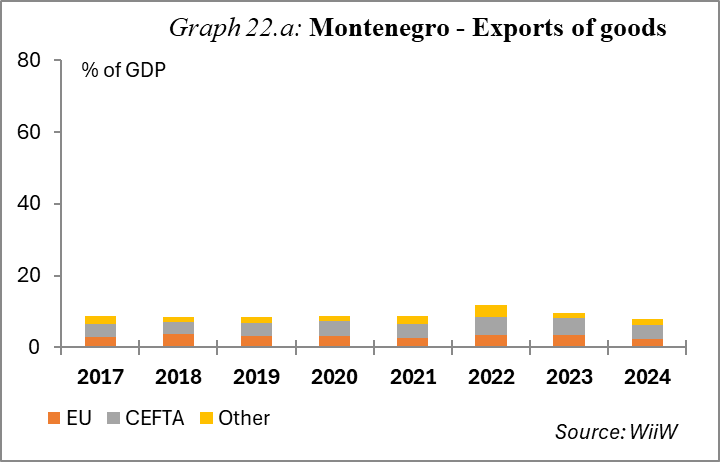 Graph 22.a: Montenegro - Exports of goods
80
% of GDP
60
40
20
0
2017 2018 2019 2020 2021 2022 2023 2024
EU CEFTA Other
Source: WiiW